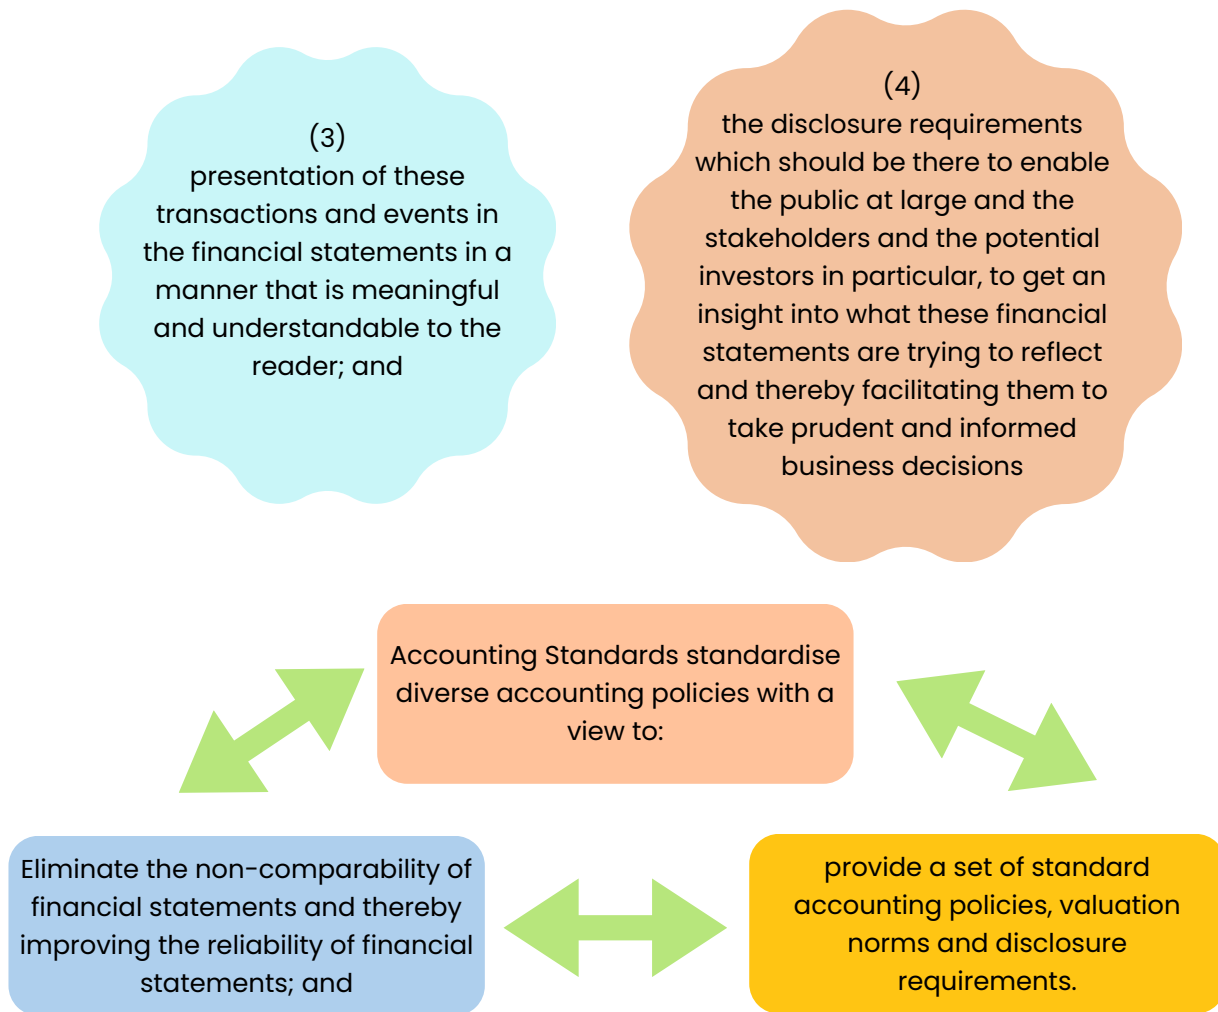 (3)
presentation of these
transactions and events in
the financial statements in a
manner that is meaningful
and understandable to the
reader; and
(4)
the disclosure requirements
which should be there to enable
the public at large and the
stakeholders and the potential
investors in particular, to get an
insight into what these financial
statements are trying to reflect
and thereby facilitating them to
take prudent and informed
business decisions
Accounting Standards standardise
diverse accounting policies with a
view to:
Eliminate the non-comparability of
financial statements and thereby
improving the reliability of financial
statements; and
provide a set of standard
accounting policies, valuation
norms and disclosure
requirements.